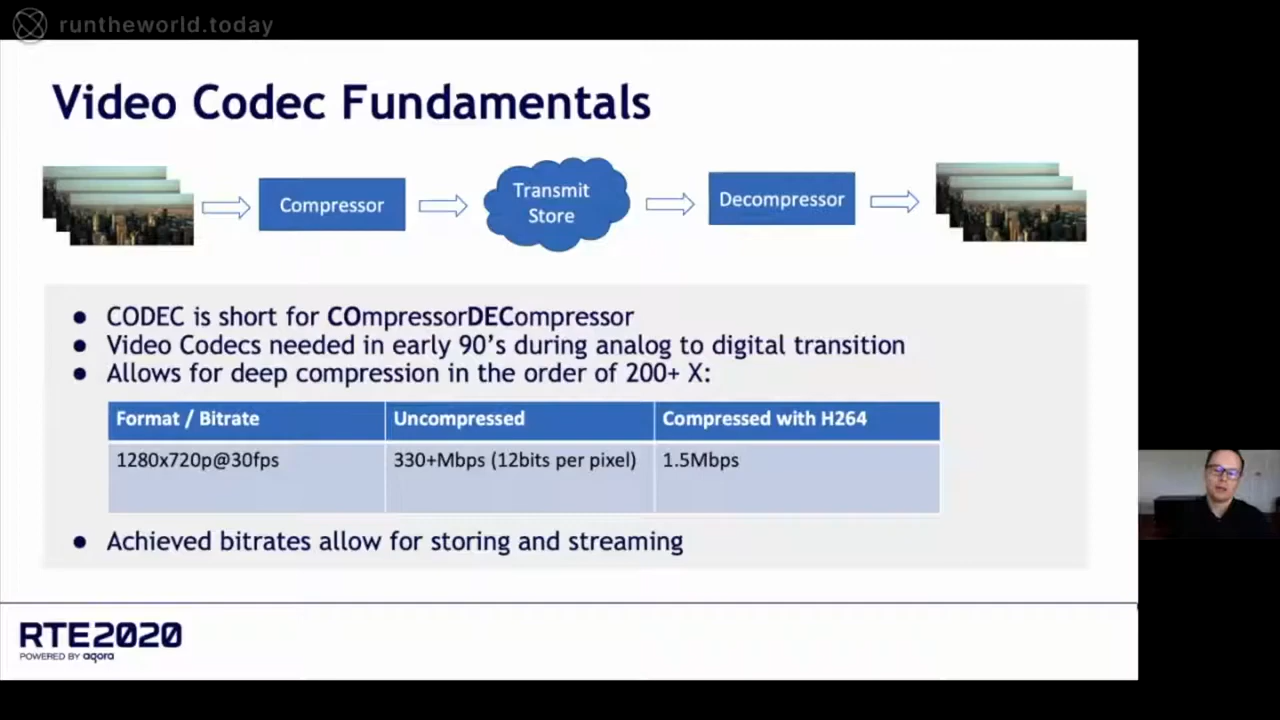 runtheworld.today
Video Codec Fundamentals
Compressor
Transmit
Store
Decompressor
● CODEC is short for COmpressorDECompressor
● Video Codecs needed in early 90's during analog to digital transition
● Allows for deep compression in the order of 200+ X:
Format / Bitrate Uncompressed Compressed with H264
1280x720p@30fps 330+Mbps (12bits per pixel) 1.5Mbps
● Achieved bitrates allow for storing and streaming
RTE2020
POWERED BY agora